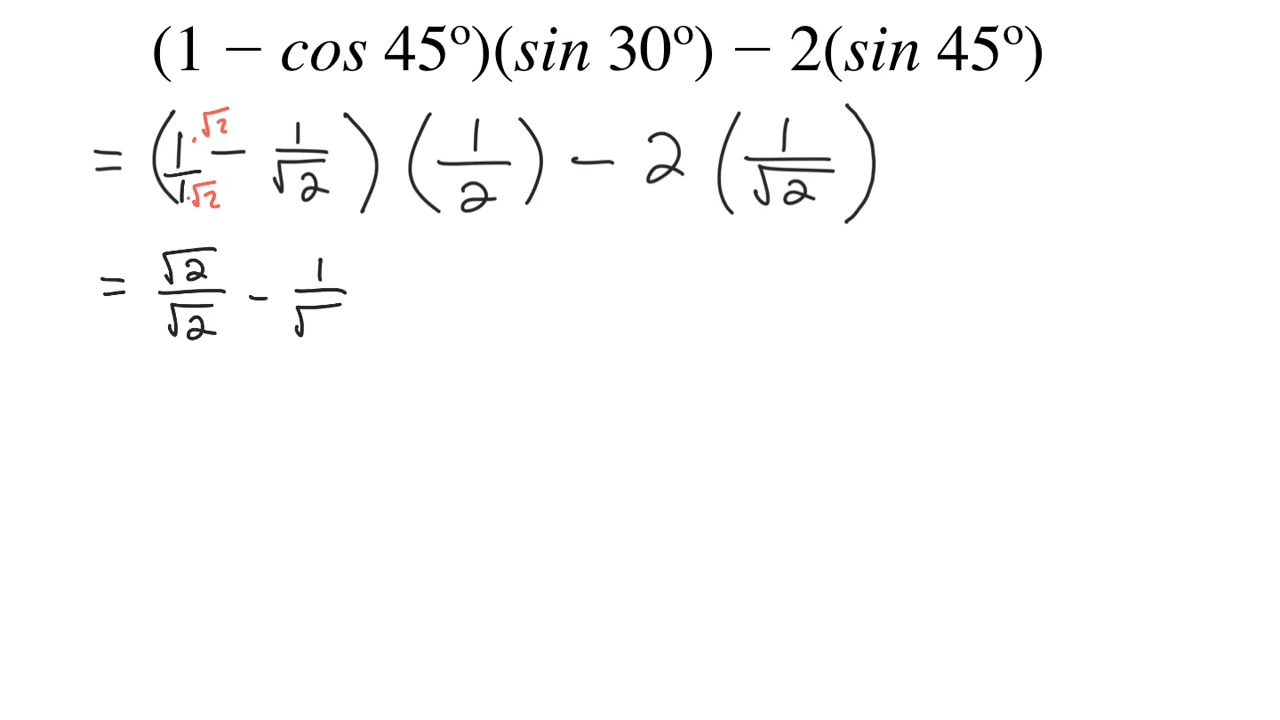 (1 − cos 45º)(sin 30º) − 2(sin 45º)
= (1·√2/1·√2 − 1/√2) (1/2) − 2 (1/√2)
= √2/√2 - 1/√